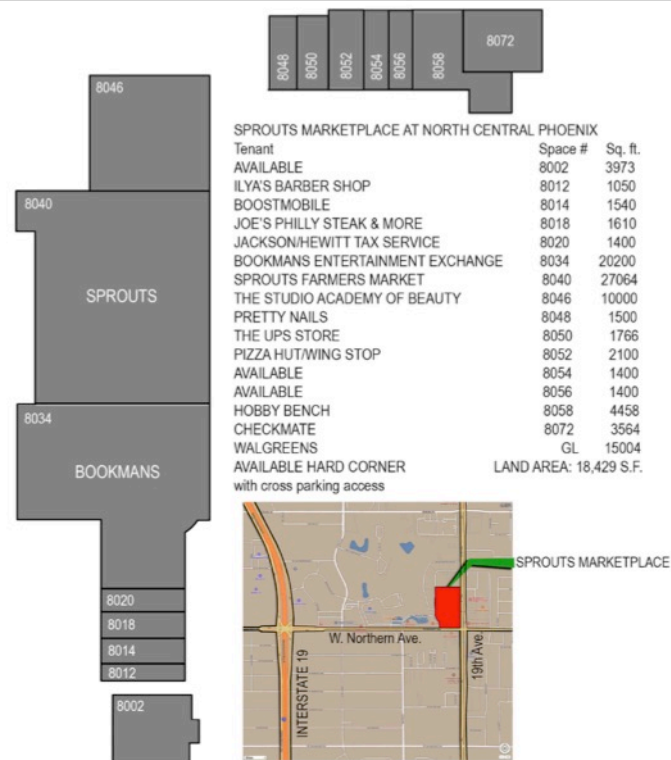 8046
8040
SPROUTS
8034
BOOKMANS
8020
8018
8014
8012
8002
8048
8050
8052
8054
8056
8058
8072
SPROUTS MARKETPLACE AT NORTH CENTRAL PHOENIX
Tenant Space # Sq. ft.
AVAILABLE 8002 3973
ILYA'S BARBER SHOP 8012 1050
BOOSTMOBILE 8014 1540
JOE'S PHILLY STEAK & MORE 8018 1610
JACKSON/HEWITT TAX SERVICE 8020 1400
BOOKMANS ENTERTAINMENT EXCHANGE 8034 20200
SPROUTS FARMERS MARKET 8040 27064
THE STUDIO ACADEMY OF BEAUTY 8046 10000
PRETTY NAILS 8048 1500
THE UPS STORE 8050 1766
PIZZA HUT/WING STOP 8052 2100
AVAILABLE 8054 1400
AVAILABLE 8056 1400
HOBBY BENCH 8058 4458
CHECKMATE 8072 3564
WALGREENS GL 15004
AVAILABLE HARD CORNER LAND AREA: 18,429 S.F.
with cross parking access
SPROUTS MARKETPLACE
W. Northern Ave.
INTERSTATE 19
19th Ave.